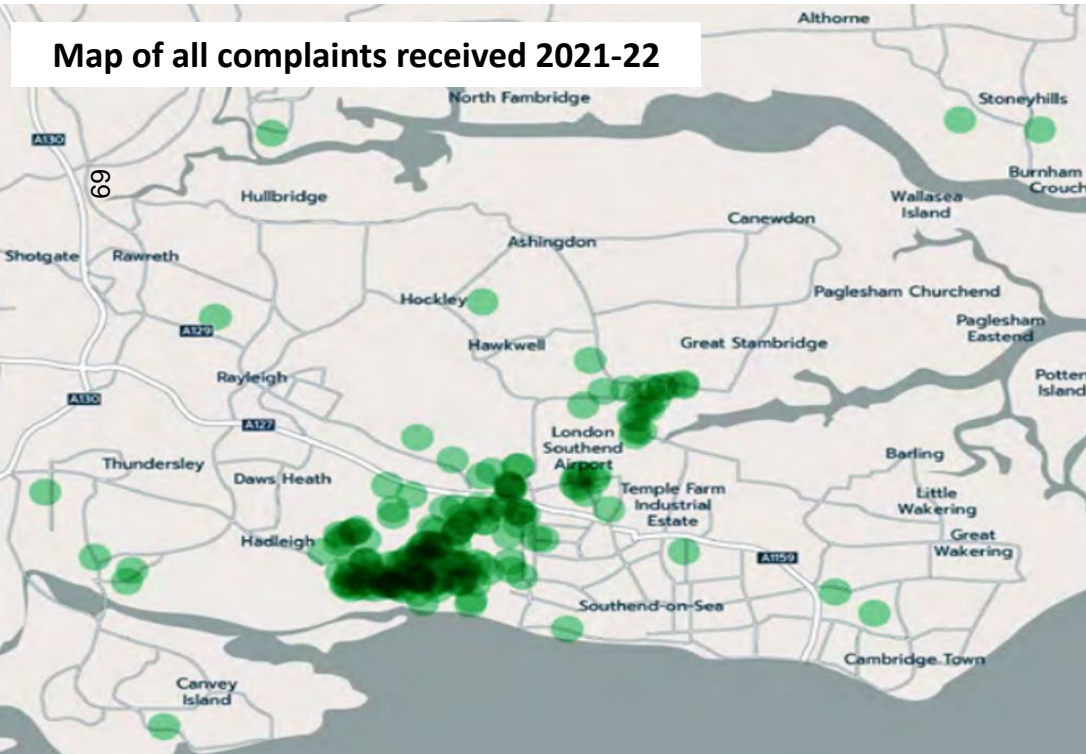 Map of all complaints received 2021-22
Althorne
North Fambridge
Stoneyhills
A130
69
Burnham
Crouch
Hullbridge
Wallasea
Island
Canewdon
Ashingdon
Shotgate
Rawreth
Paglesham Churchend
Hockley
Paglesham
Eastend
A129
Hawkwell
Great Stambridge
Rayleigh
Potten
Island
A130
A127
London
Southend
Airport
Thundersley
Barling
Daws Heath
Temple Farm
Industrial
Estate
Little
Wakering
Hadleigh
Great
Wakering
A1159
Southend-on-Sea
Cambridge Town
Canvey
Island